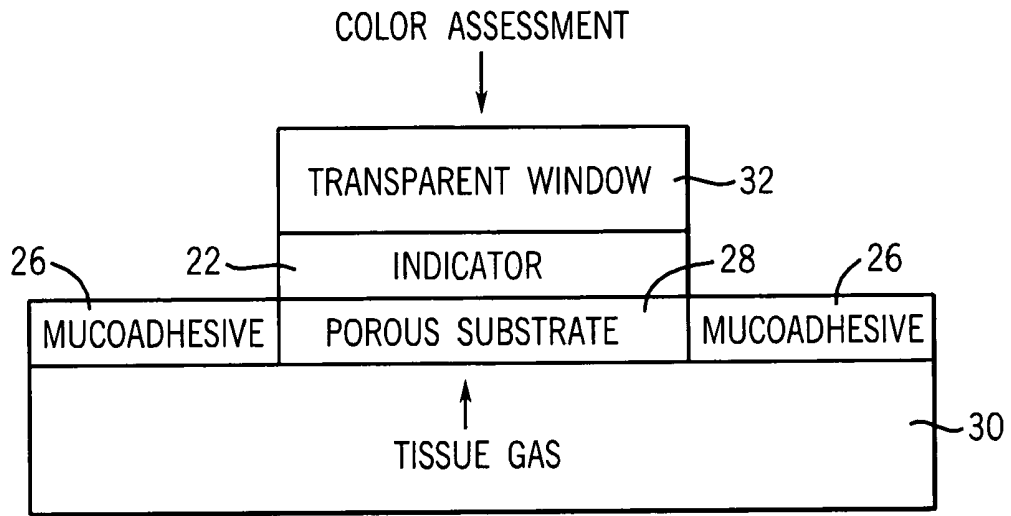 COLOR ASSESSMENT
TRANSPARENT WINDOW
32
26
22
INDICATOR
28
26
MUCOADHESIVE
POROUS SUBSTRATE
MUCOADHESIVE
30
TISSUE GAS